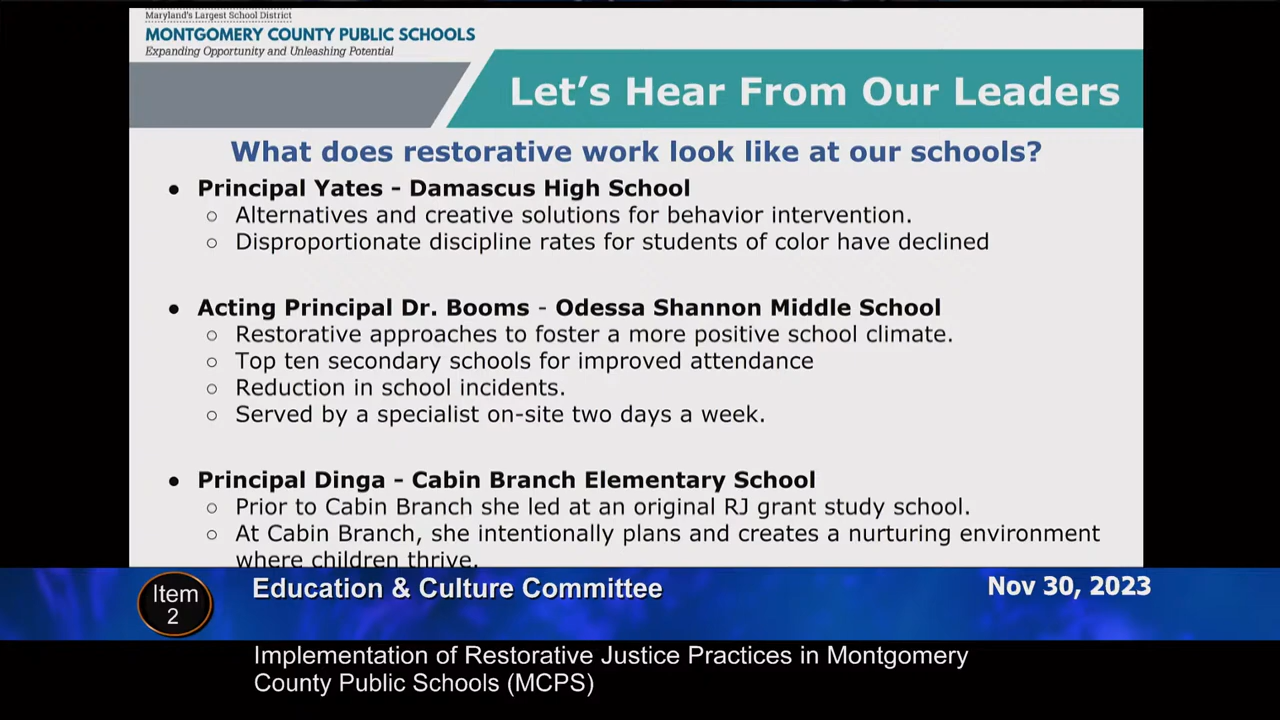 Maryland's Largest School District
MONTGOMERY COUNTY PUBLIC SCHOOLS
Expanding Opportunity and Unleashing Potential
Let's Hear From Our Leaders
What does restorative work look like at our schools?
● Principal Yates - Damascus High School
○ Alternatives and creative solutions for behavior intervention.
○ Disproportionate discipline rates for students of color have declined
● Acting Principal Dr. Booms - Odessa Shannon Middle School
○ Restorative approaches to foster a more positive school climate.
○ Top ten secondary schools for improved attendance
○ Reduction in school incidents.
○ Served by a specialist on-site two days a week.
● Principal Dinga - Cabin Branch Elementary School
○ Prior to Cabin Branch she led at an original RJ grant study school.
○ At Cabin Branch, she intentionally plans and creates a nurturing environment
where children thrive.
Item
2
Education & Culture Committee
Nov 30, 2023
Implementation of Restorative Justice Practices in Montgomery
County Public Schools (MCPS)